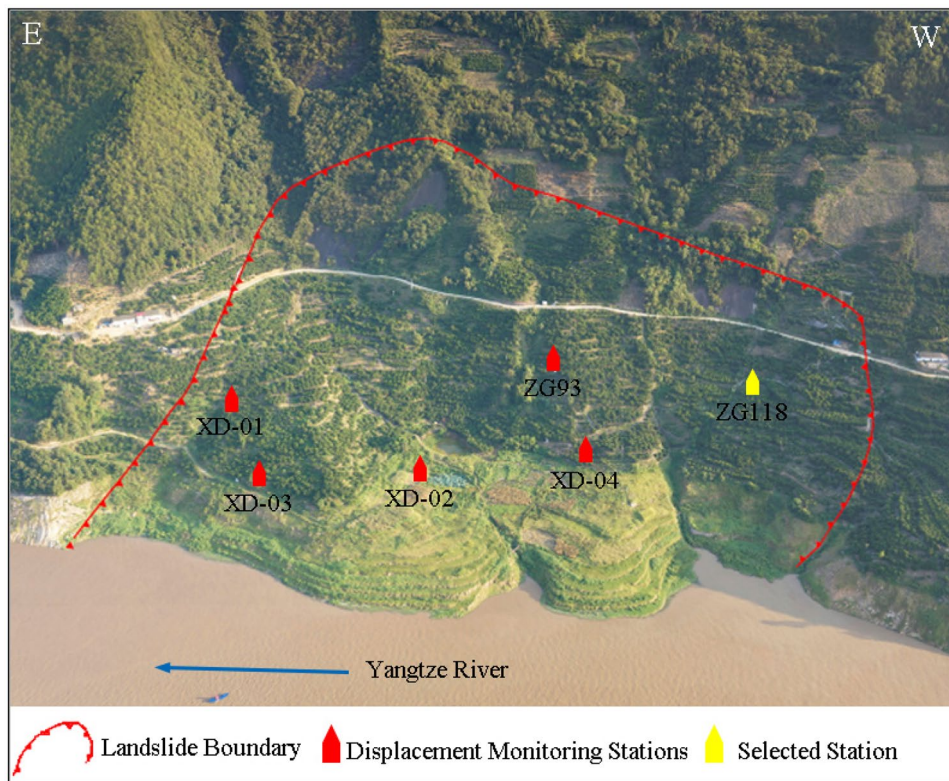 E
W
ZG93
ZG118
XD-01
XD-04
XD-03
XD-02
Yangtze River
Landslide Boundary
Displacement Monitoring Stations
Selected Station